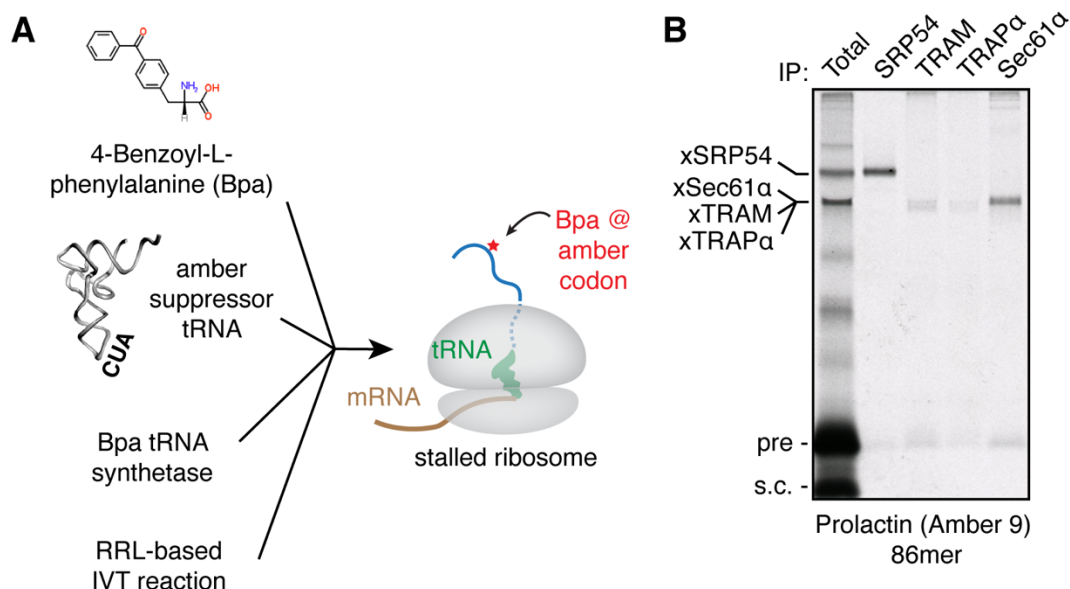 A
O
NH₂
OH
O
H
4-Benzoyl-L-
phenylalanine (Bpa)
amber
suppressor
tRNA
CUA
Bpa tRNA
synthetase
RRL-based
IVT reaction
Bpa @
amber
codon
tRNA
mRNA
stalled ribosome
B
IP: Total SRP54 TRAM TRAPα Sec61α
xSRP54
xSec61α
xTRAM
xTRAPα
pre -
s.c. -
Prolactin (Amber 9)
86mer